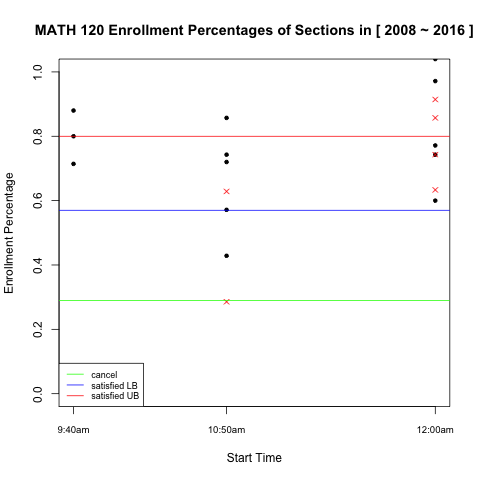 MATH 120 Enrollment Percentages of Sections in [ 2008 ~ 2016 ]
Enrollment Percentage
1.0
0.8
0.6
0.4
0.2
0.0
cancel
satisfied LB
satisfied UB
9:40am 10:50am 12:00am
Start Time